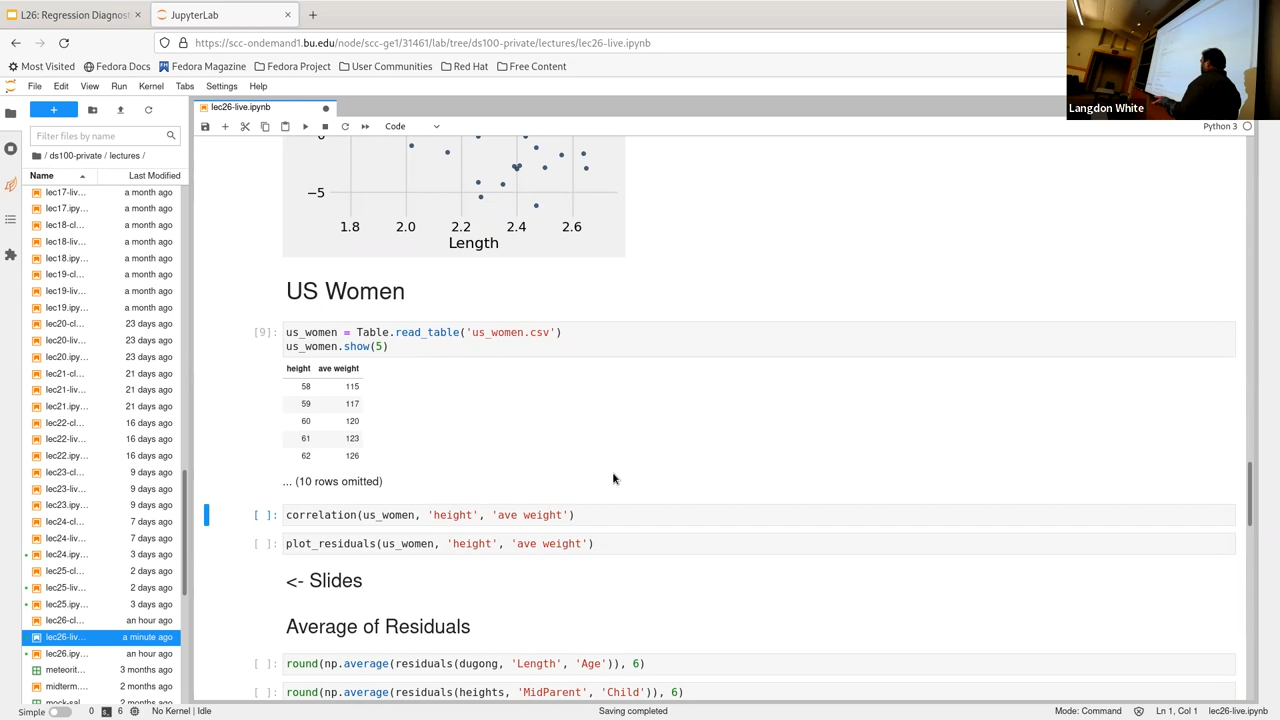 L26: Regression Diagnost
JupyterLab
https://scc-ondemand1.bu.edu/node/scc-ge1/31461/lab/tree/ds100-private/lectures/lec26-live.ipynb
Most Visited Fedora Docs Fedora Magazine Fedora Project User Communities Red Hat Free Content
Langdon White
File Edit View Run Kernel Tabs Settings Help
lec26-live.ipynb
Filter files by name
Code
Python 3
/ ds100-private / lectures /
Name Last Modified
lec17-liv... a month ago
lec17.ipy... a month ago
lec18-cl... a month ago
lec18-liv... a month ago
lec18.ipy... a month ago
lec19-cl... a month ago
lec19-liv... a month ago
lec19.ipy... a month ago
lec20-cl... 23 days ago
lec20-liv... 23 days ago
lec20.ipy... 23 days ago
lec21-cl... 21 days ago
lec21-liv... 21 days ago
lec21.ipy... 21 days ago
lec22-cl... 16 days ago
lec22-liv... 16 days ago
lec22.ipy... 16 days ago
lec23-cl... 9 days ago
lec23-liv... 9 days ago
lec23.ipy... 9 days ago
lec24-cl... 7 days ago
lec24-liv... 7 days ago
lec24.ipy... 3 days ago
lec25-cl... 2 days ago
lec25-liv... 2 days ago
lec25.ipy... 3 days ago
lec26-cl... an hour ago
lec26-liv... a minute ago
lec26.ipy... an hour ago
meteorit... 3 months ago
midterm.... 2 months ago
mock-sal... 2 months ago
−5
1.8 2.0 2.2 2.4 2.6
Length
US Women
[9]: us_women = Table.read_table('us_women.csv')
us_women.show(5)
height ave weight
58 115
59 117
60 120
61 123
62 126
... (10 rows omitted)
[ ]: correlation(us_women, 'height', 'ave weight')
[ ]: plot_residuals(us_women, 'height', 'ave weight')
<- Slides
Average of Residuals
[ ]: round(np.average(residuals(dugong, 'Length', 'Age')), 6)
[ ]: round(np.average(residuals(heights, 'MidParent', 'Child')), 6)
Simple 0 6 No Kernel | Idle
Saving completed
Mode: Command Ln 1, Col 1 lec26-live.ipynb